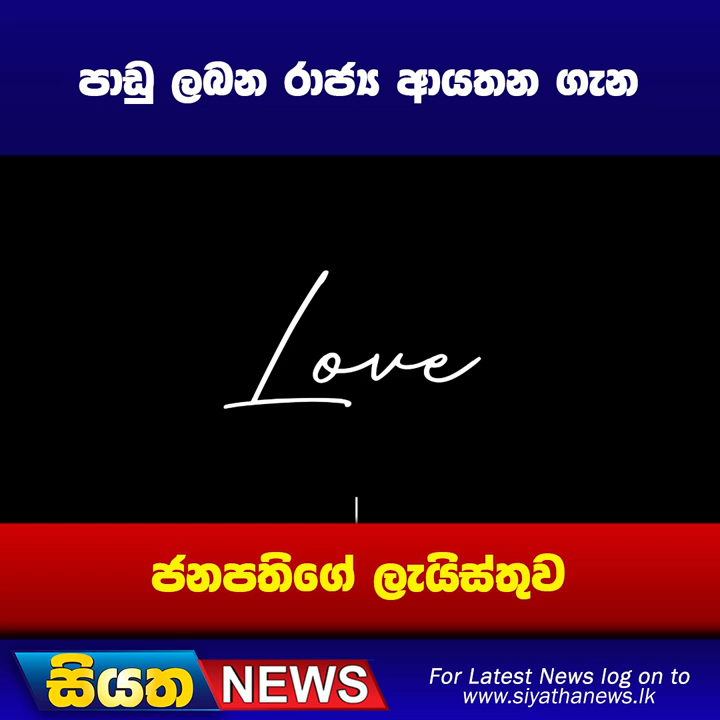 පාඩු ලබන රාජ්‍ය ආයතන ගැන
Love
ජනපතිගේ ලැයිස්තුව
සියත NEWS
For Latest News log on to
www.siyathanews.lk